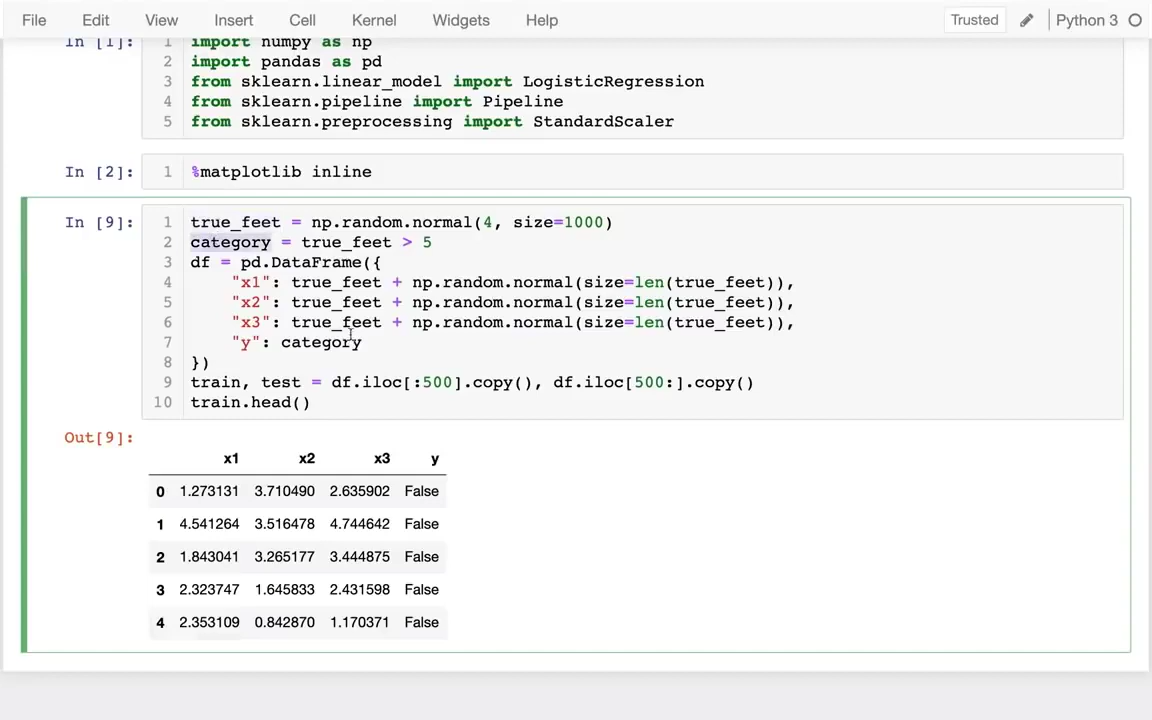 File Edit View Insert Cell Kernel Widgets Help Trusted Python 3
In [1]: 1 import numpy as np
2 import pandas as pd
3 from sklearn.linear_model import LogisticRegression
4 from sklearn.pipeline import Pipeline
5 from sklearn.preprocessing import StandardScaler
In [2]: 1 %matplotlib inline
In [9]: 1 true_feet = np.random.normal(4, size=1000)
2 category = true_feet > 5
3 df = pd.DataFrame({
4 "x1": true_feet + np.random.normal(size=len(true_feet)),
5 "x2": true_feet + np.random.normal(size=len(true_feet)),
6 "x3": true_feet + np.random.normal(size=len(true_feet)),
7 "y": category
8 })
9 train, test = df.iloc[:500].copy(), df.iloc[500:].copy()
10 train.head()
Out[9]:
x1 x2 x3 y
0 1.273131 3.710490 2.635902 False
1 4.541264 3.516478 4.744642 False
2 1.843041 3.265177 3.444875 False
3 2.323747 1.645833 2.431598 False
4 2.353109 0.842870 1.170371 False